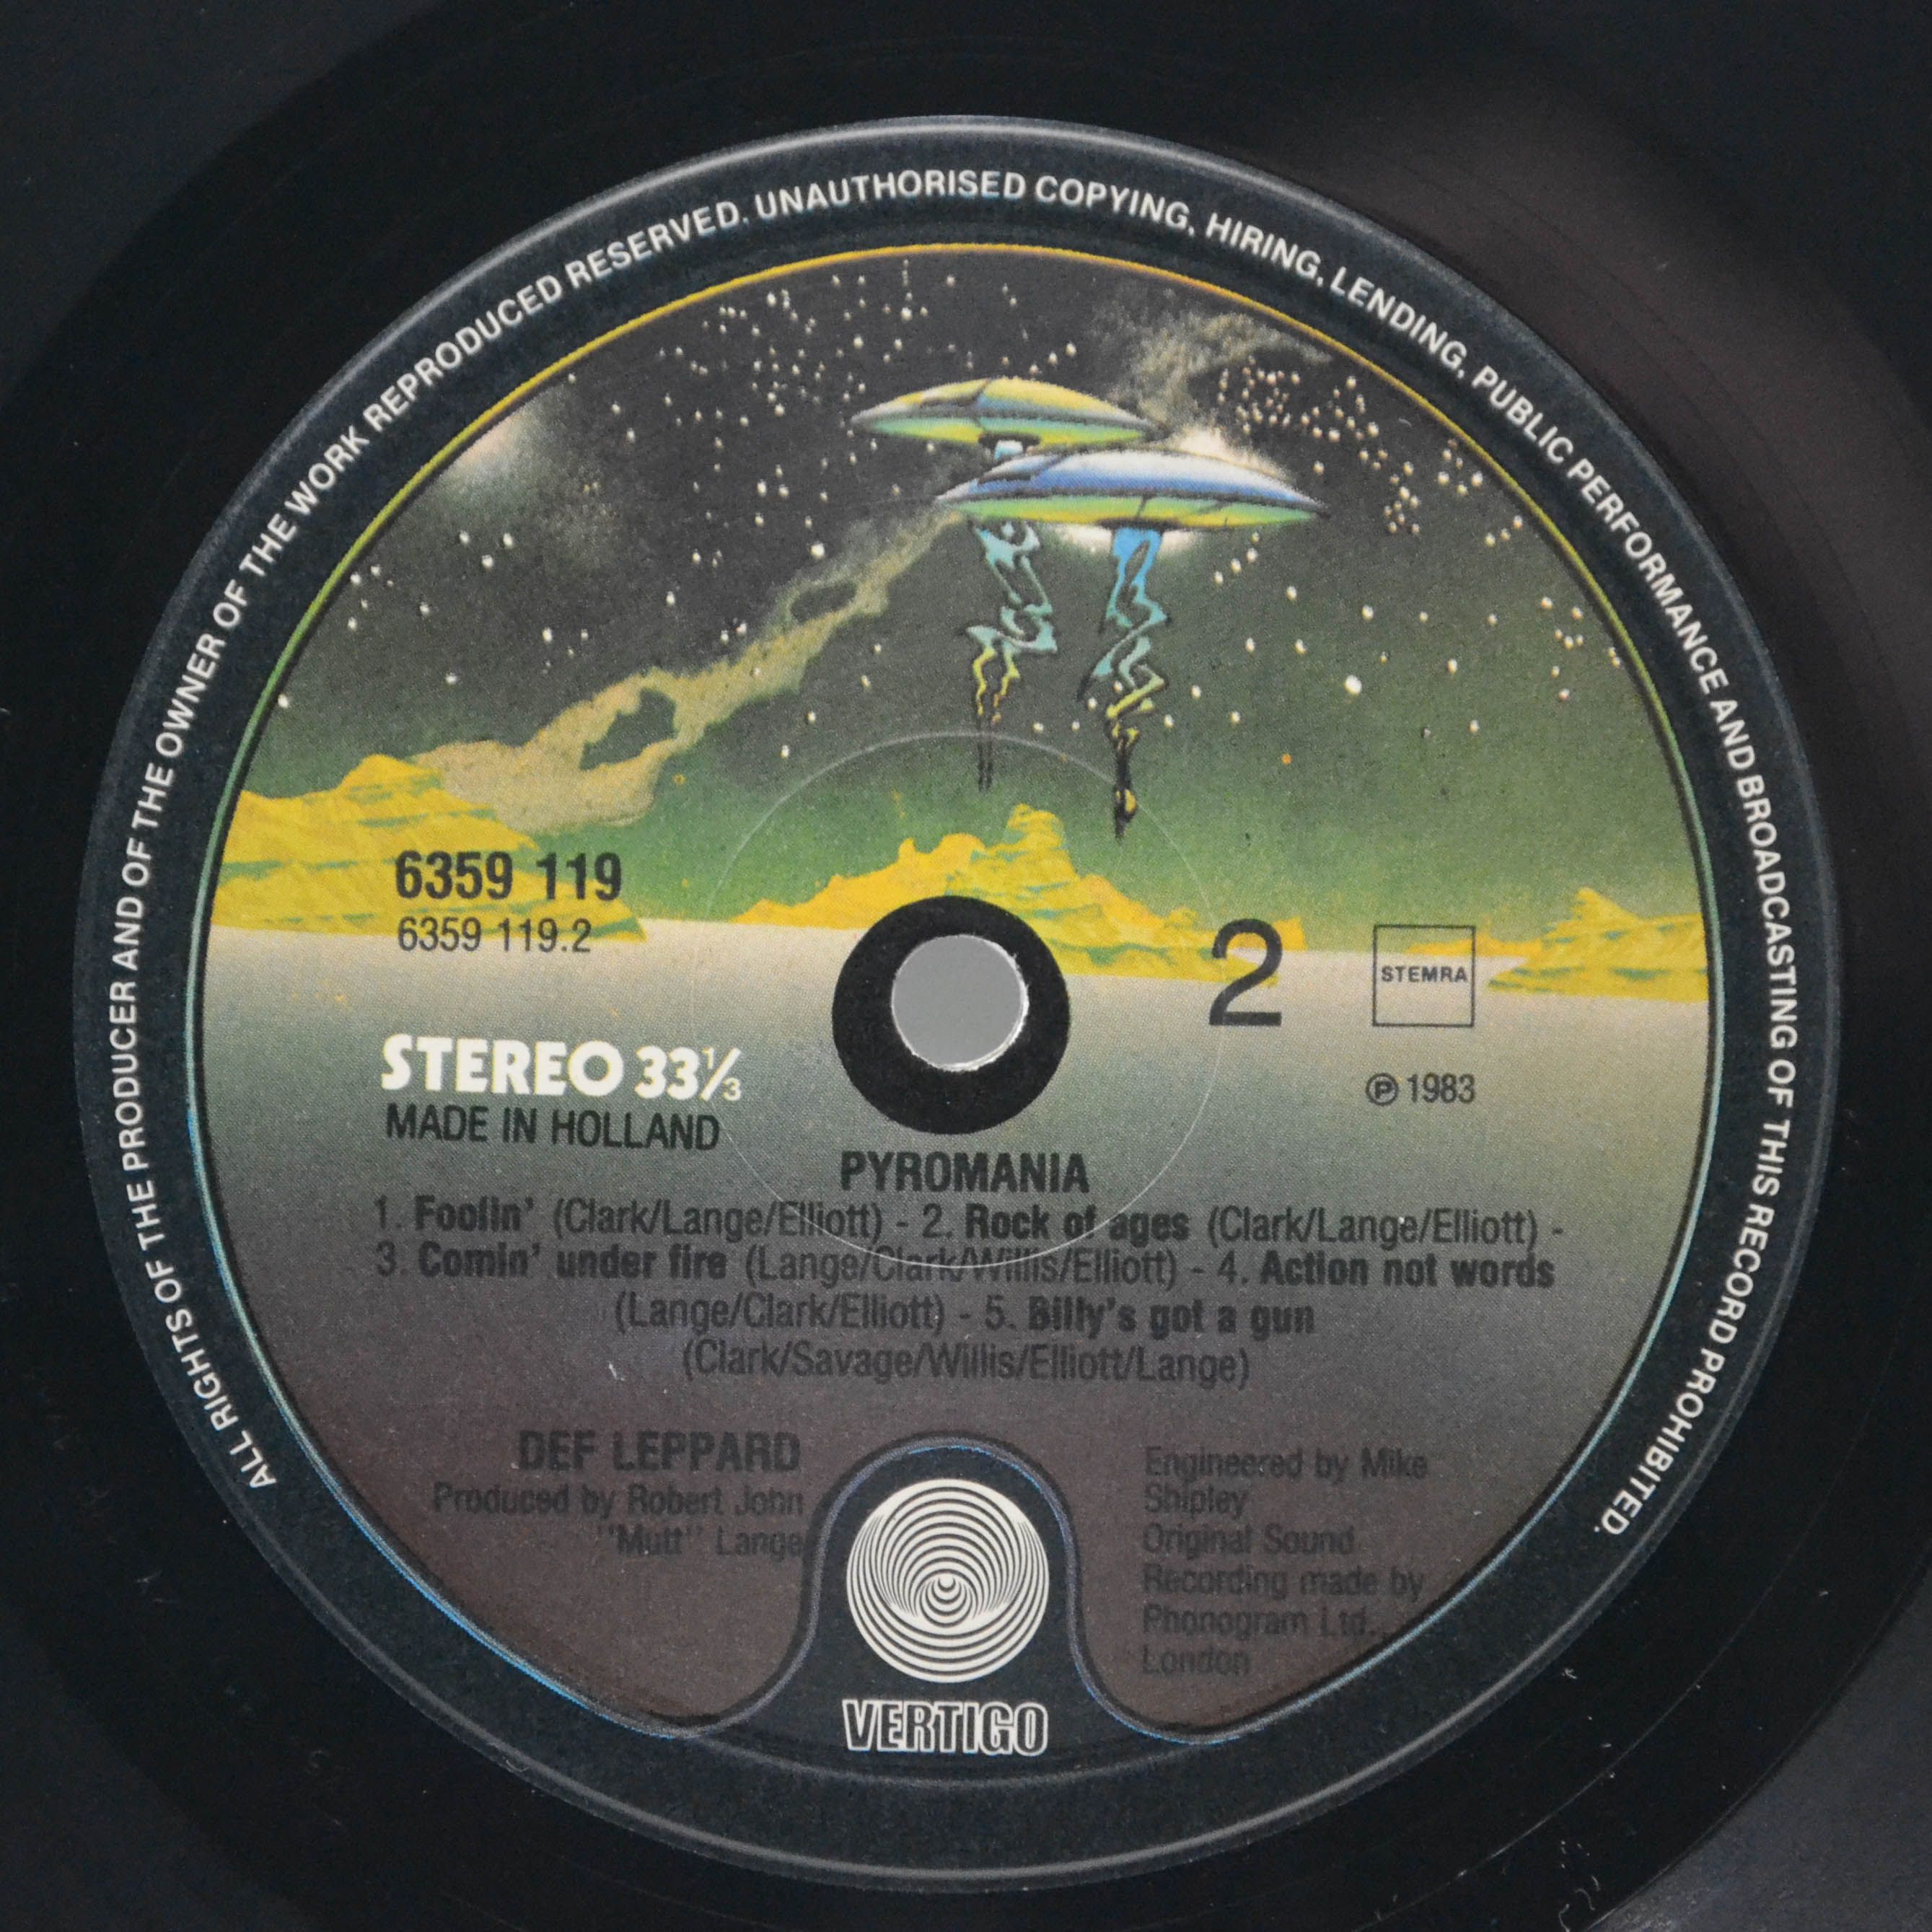 ALL RIGHTS OF THE PRODUCER AND OF THE OWNER OF THE WORK REPRODUCED RESERVED. UNAUTHORISED COPYING, HIRING, LENDING, PUBLIC PERFORMANCE AND BROADCASTING OF THIS RECORD PROHIBITED.
6359 119
6359 119.2
2
STEMRA
STEREO 33⅓
MADE IN HOLLAND
℗ 1983
PYROMANIA
1. Foolin' (Clark/Lange/Elliott) - 2. Rock of ages (Clark/Lange/Elliott) -
3. Comin' under fire (Lange/Clark/Willis/Elliott) - 4. Action not words
(Lange/Clark/Elliott) - 5. Billy's got a gun
(Clark/Savage/Willis/Elliott/Lange)
DEF LEPPARD
Produced by Robert John
"Mutt" Lange
Engineered by Mike
Shipley
Original Sound
Recording made by
Phonogram Ltd.,
London
VERTIGO